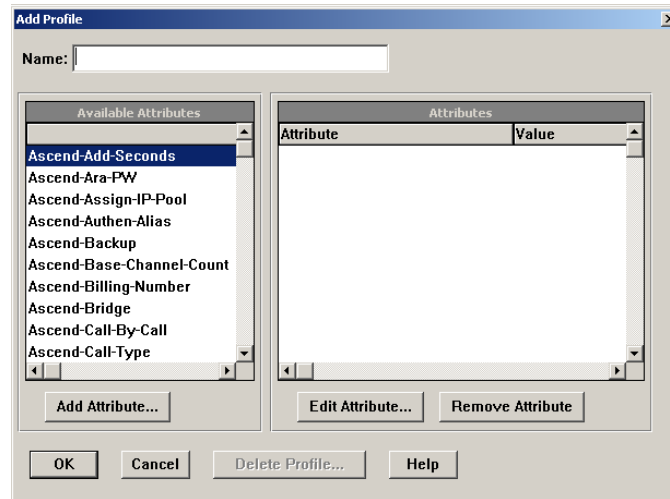 Add Profile
Name:
Available Attributes
Ascend-Add-Seconds
Ascend-Ara-PW
Ascend-Assign-IP-Pool
Ascend-Authen-Alias
Ascend-Backup
Ascend-Base-Channel-Count
Ascend-Billing-Number
Ascend-Bridge
Ascend-Call-By-Call
Ascend-Call-Type
Add Attribute...
Attributes
Attribute Value
Edit Attribute... Remove Attribute
OK Cancel Delete Profile... Help